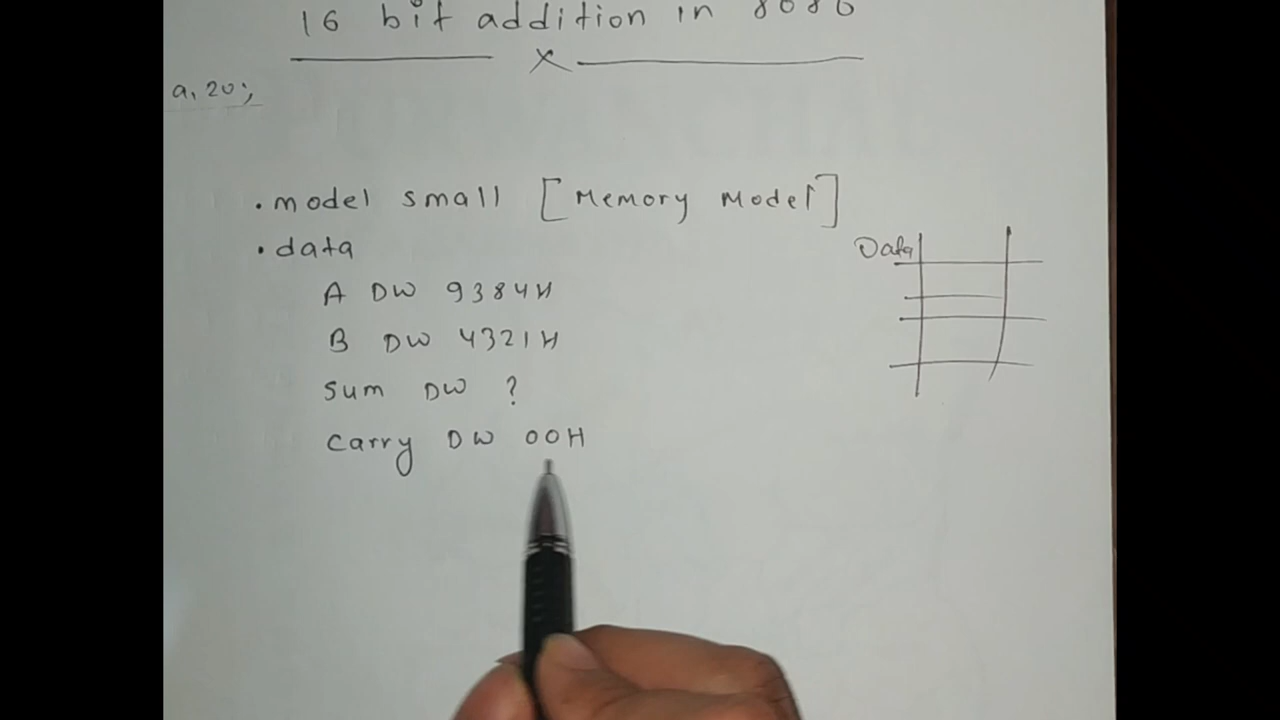 16 bit addition in 8086
x
a, 20;
.model small [Memory Model]
.data
Data
A DW 9384H
B DW 4321H
Sum DW ?
Carry DW 00H